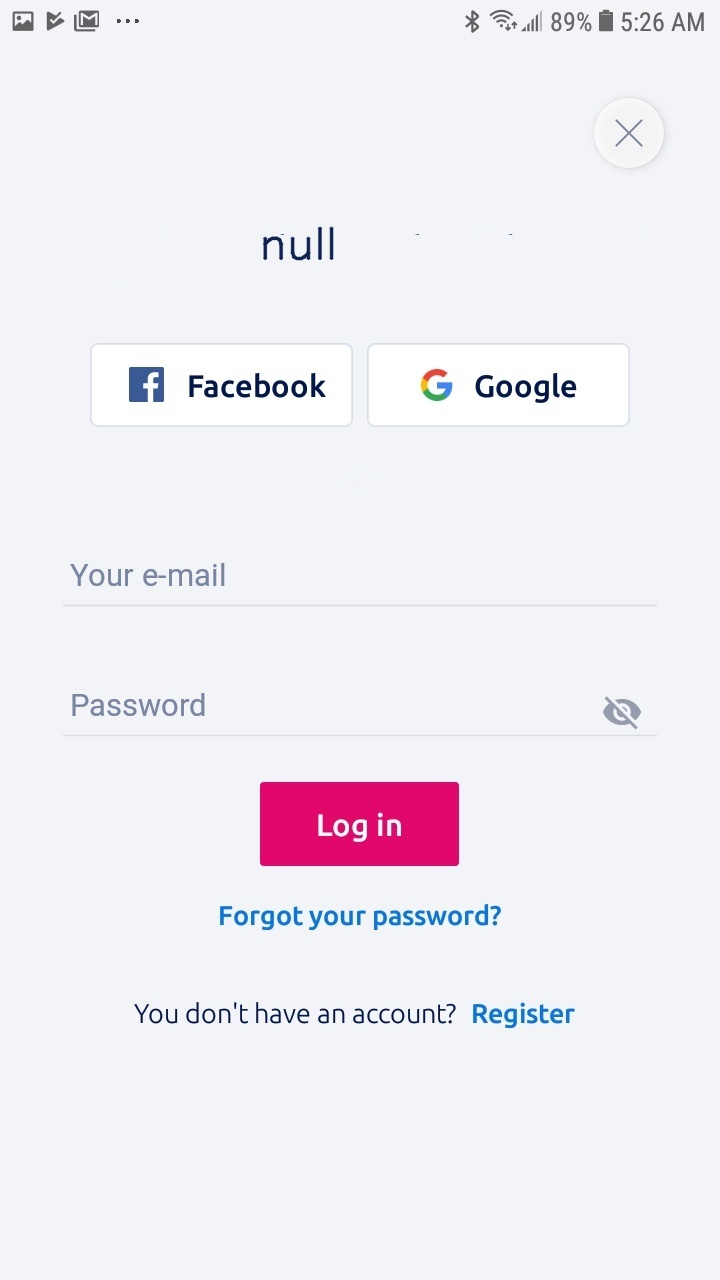 89% 5:26 AM
null
Facebook Google
Your e-mail
Password
Log in
Forgot your password?
You don't have an account? Register